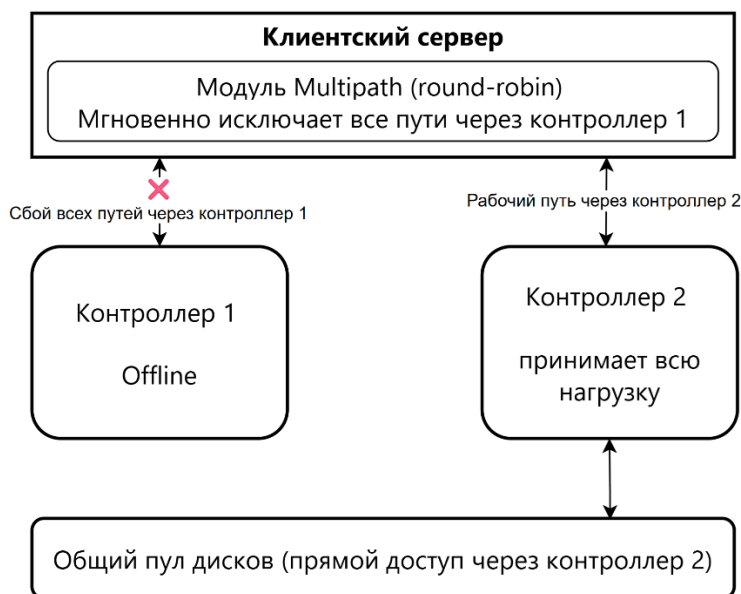 Клиентский сервер
Модуль Multipath (round-robin)
Мгновенно исключает все пути через контроллер 1
Сбой всех путей через контроллер 1
Рабочий путь через контроллер 2
Контроллер 1
Offline
Контроллер 2
принимает всю
нагрузку
Общий пул дисков (прямой доступ через контроллер 2)